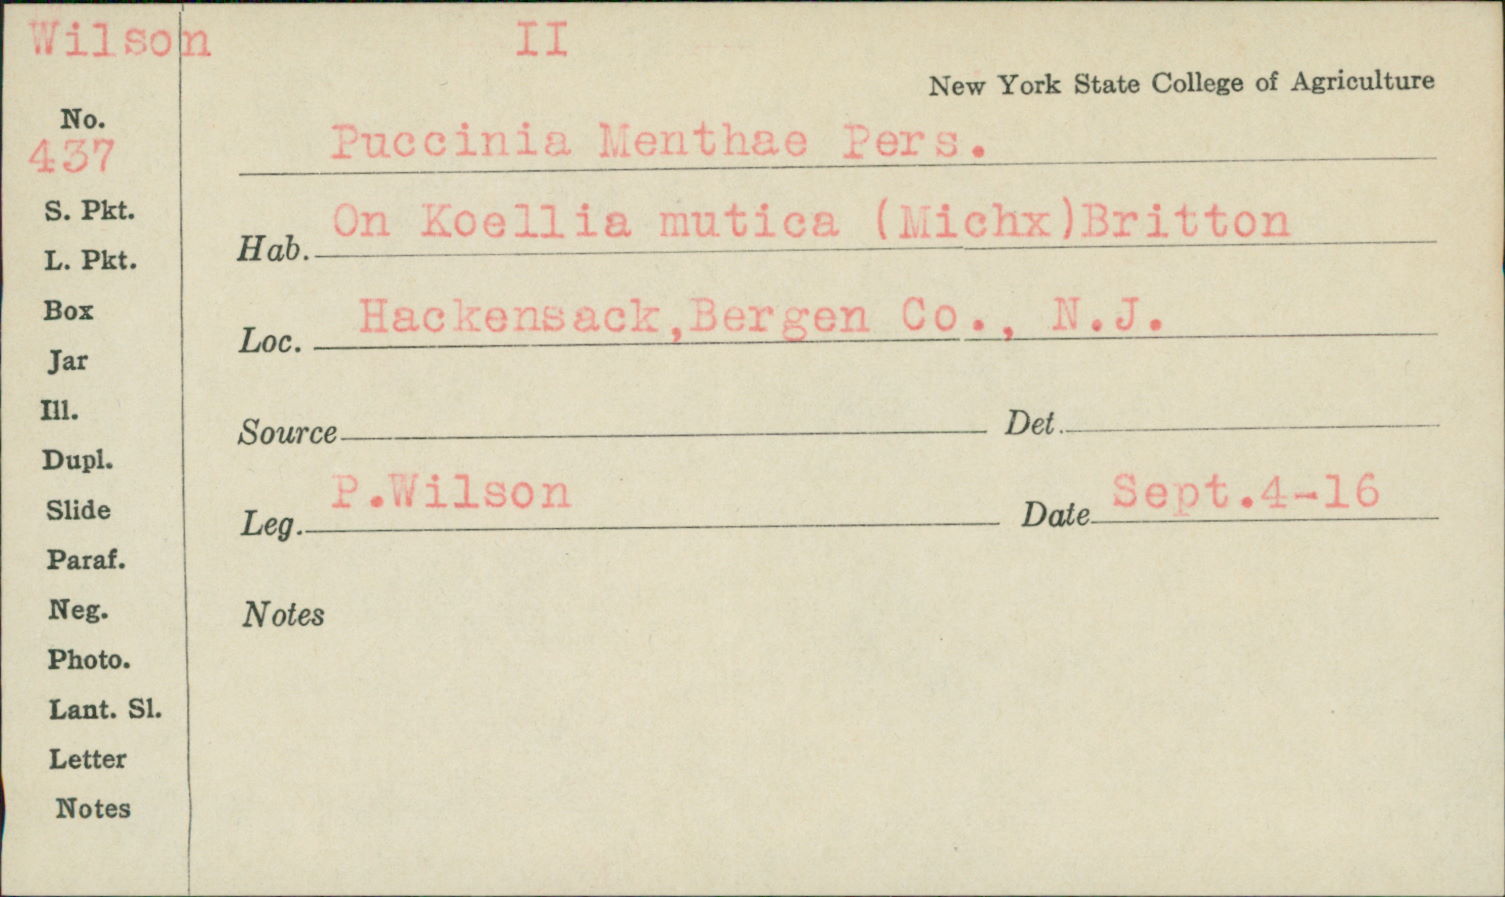 Wilson II
New York State College of Agriculture
No.
437
Puccinia Menthae Pers.
S. Pkt.
Hab. On Koellia mutica (Michx)Britton
L. Pkt.
Box
Loc. Hackensack,Bergen Co., N.J.
Jar
Ill.
Source Det.
Dupl.
Slide
Leg. P.Wilson Date Sept.4-16
Paraf.
Neg.
Notes
Photo.
Lant. Sl.
Letter
Notes